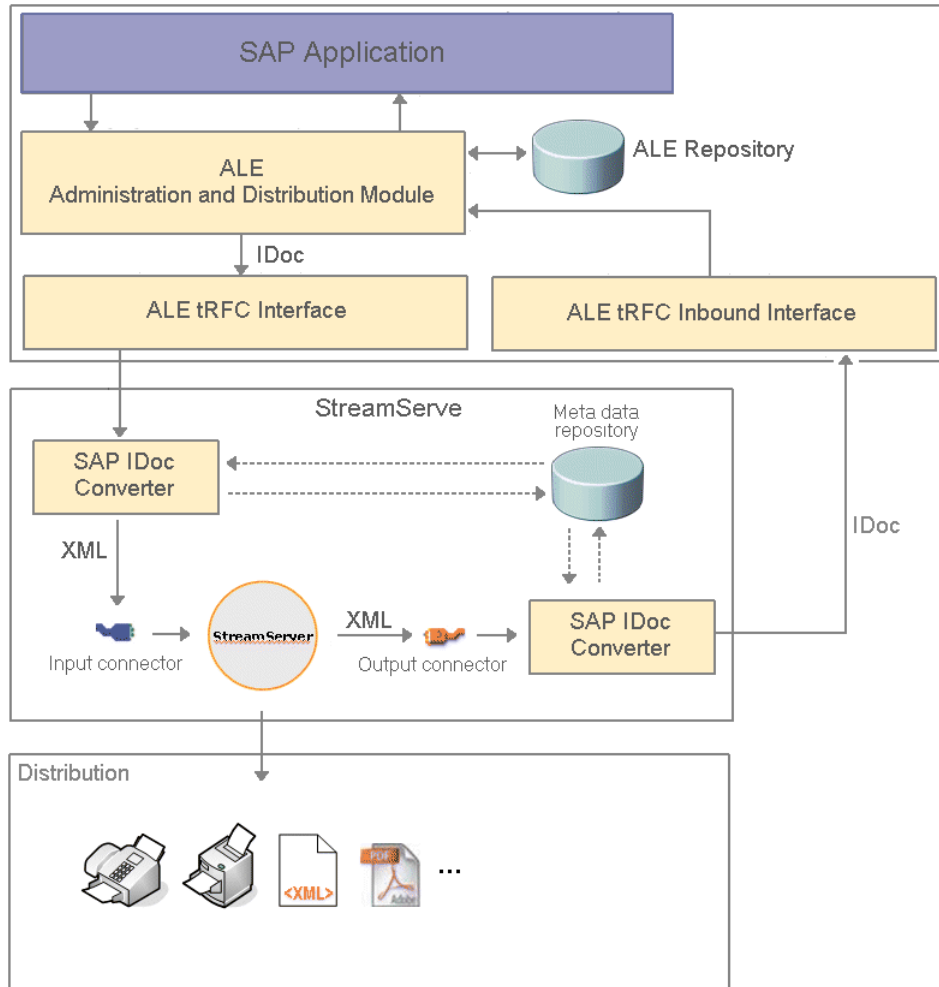 SAP Application
ALE
Administration and Distribution Module
ALE Repository
IDoc
ALE tRFC Interface
ALE tRFC Inbound Interface
StreamServe
Meta data
repository
SAP IDoc
Converter
IDoc
XML
StreamServer
XML
SAP IDoc
Converter
Input connector
Output connector
Distribution
<XML>
PDF
Adobe
...